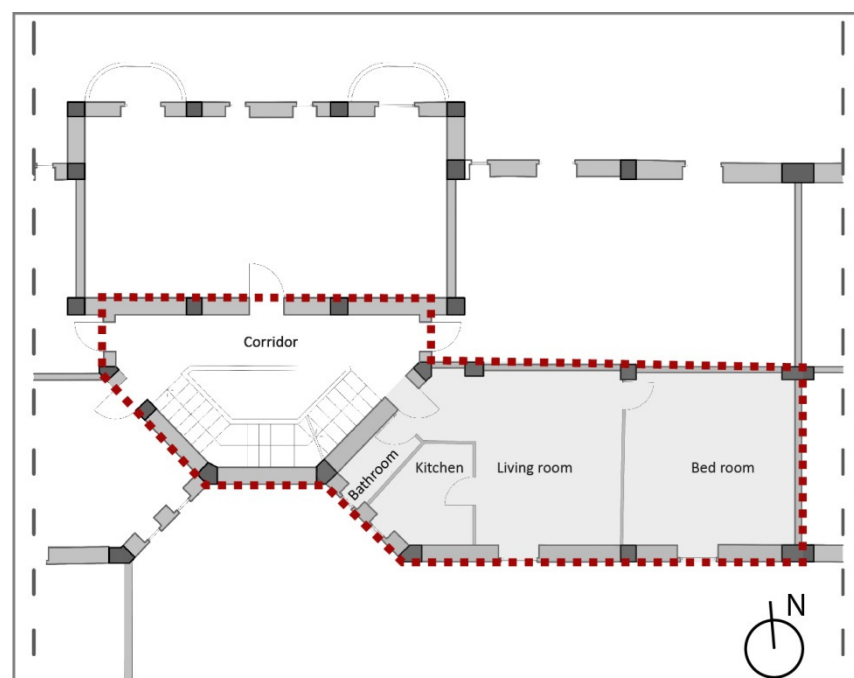 Corridor
Bathroom
Kitchen
Living room
Bed room
N